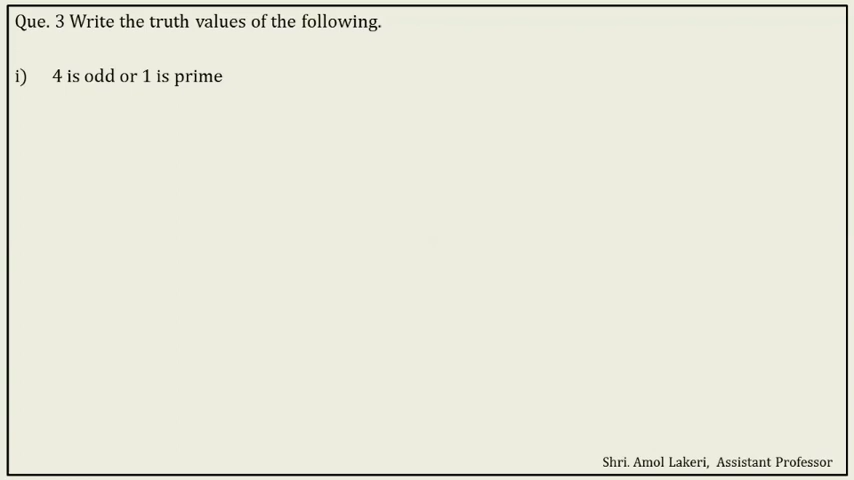 Que. 3 Write the truth values of the following.
i) 4 is odd or 1 is prime
Shri. Amol Lakeri, Assistant Professor